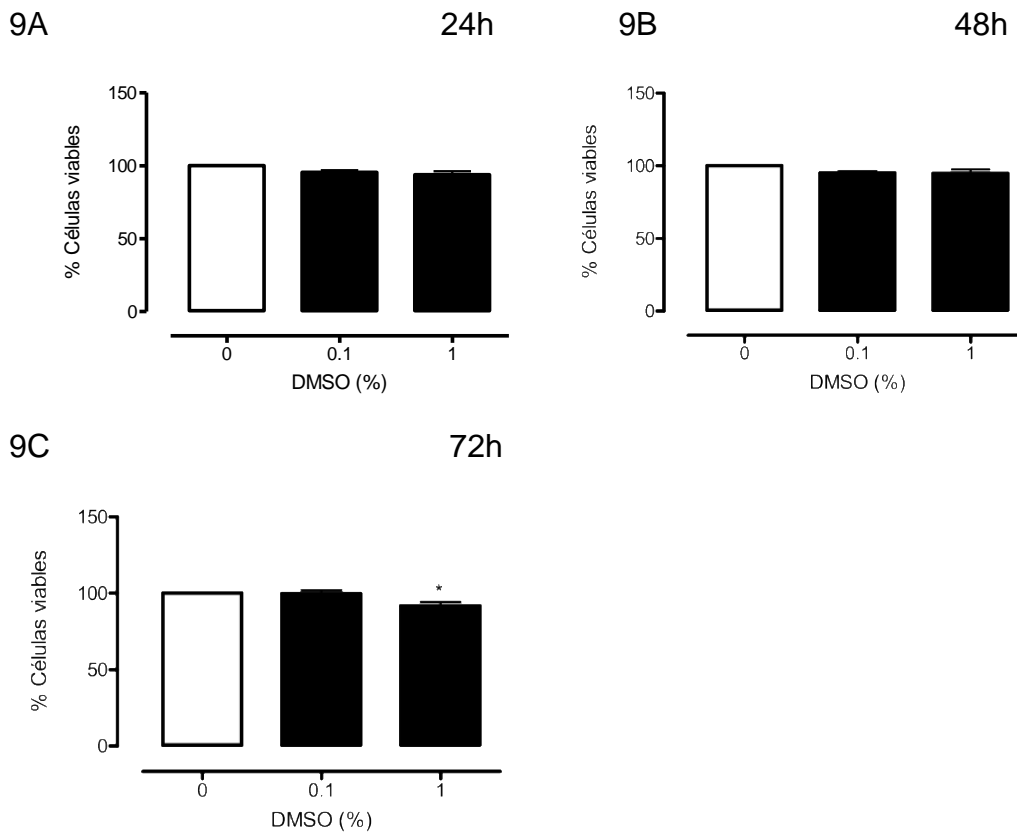 9A 24h
150
100
50
0
% Células viables
0 0.1 1
DMSO (%)
9B 48h
150
100
50
0
% Células viables
0 0.1 1
DMSO (%)
9C 72h
150
100
50
0
% Células viables
*
0 0.1 1
DMSO (%)